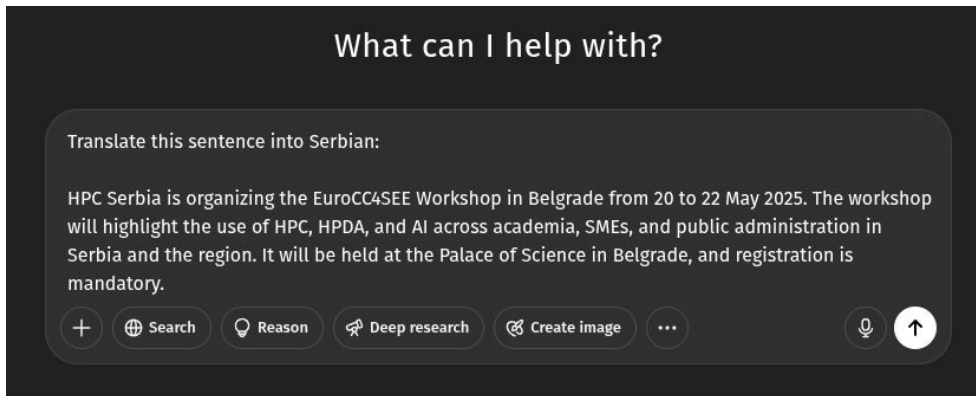 What can I help with?
Translate this sentence into Serbian:
HPC Serbia is organizing the EuroCC4SEE Workshop in Belgrade from 20 to 22 May 2025. The workshop
will highlight the use of HPC, HPDA, and AI across academia, SMEs, and public administration in
Serbia and the region. It will be held at the Palace of Science in Belgrade, and registration is
mandatory.
Search Reason Deep research Create image